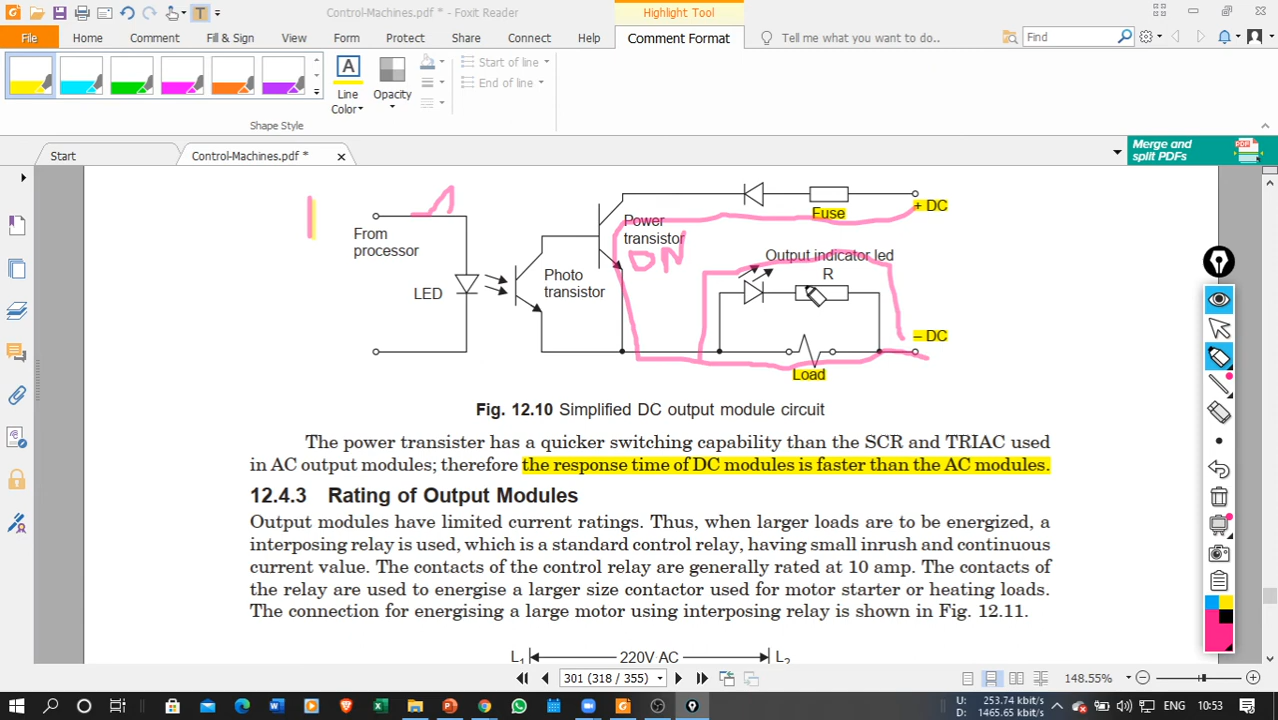 Control-Machines.pdf * - Foxit Reader
Highlight Tool
File
Home
Comment
Fill & Sign
View
Form
Protect
Share
Connect
Help
Comment Format
Tell me what you want to do..
Find
Line Color
Opacity
Start of line
End of line
Shape Style
Start
Control-Machines.pdf *
Merge and
split PDFs
From
processor
LED
Photo
transistor
Power
transistor
ON
Fuse
+ DC
Output indicator led
R
– DC
Load
Fig. 12.10 Simplified DC output module circuit
The power transister has a quicker switching capability than the SCR and TRIAC used
in AC output modules; therefore the response time of DC modules is faster than the AC modules.
12.4.3 Rating of Output Modules
Output modules have limited current ratings. Thus, when larger loads are to be energized, a
interposing relay is used, which is a standard control relay, having small inrush and continuous
current value. The contacts of the control relay are generally rated at 10 amp. The contacts of
the relay are used to energise a larger size contactor used for motor starter or heating loads.
The connection for energising a large motor using interposing relay is shown in Fig. 12.11.
L1 220V AC L2
301 (318 / 355)
148.55%
U: 253.74 kbit/s
D: 1465.65 kbit/s
ENG
10:53